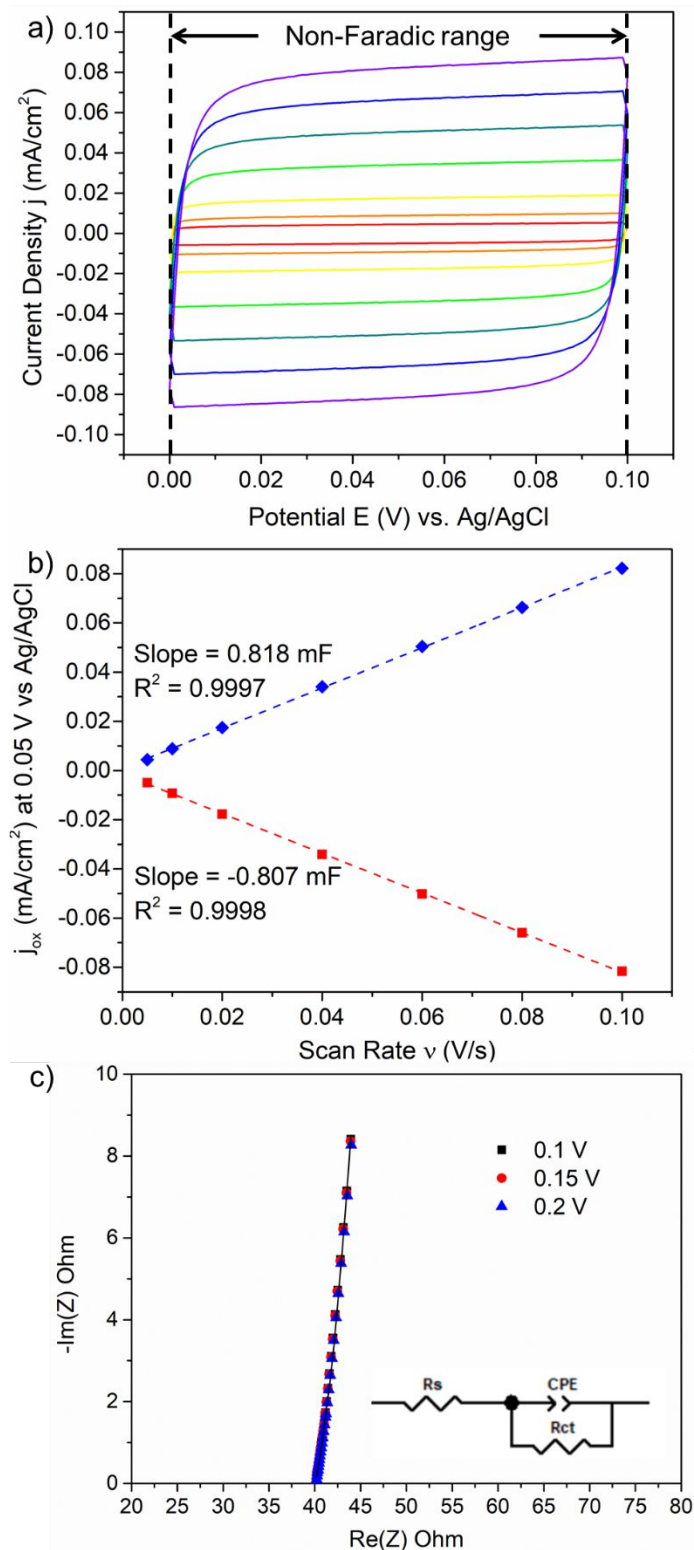 a)
Non-Faradic range
0.10
0.08
0.06
0.04
0.02
0.00
-0.02
-0.04
-0.06
-0.08
-0.10
Current Density j (mA/cm²)
0.00 0.02 0.04 0.06 0.08 0.10
Potential E (V) vs. Ag/AgCl
b)
0.08
0.06
0.04
0.02
0.00
-0.02
-0.04
-0.06
-0.08
j_ox (mA/cm²) at 0.05 V vs Ag/AgCl
Slope = 0.818 mF
R² = 0.9997
Slope = -0.807 mF
R² = 0.9998
0.00 0.02 0.04 0.06 0.08 0.10
Scan Rate ν (V/s)
c)
10
8
6
4
2
0
-Im(Z) Ohm
0.1 V
0.15 V
0.2 V
Rs CPE
Rct
20 25 30 35 40 45 50 55 60 65 70 75 80
Re(Z) Ohm